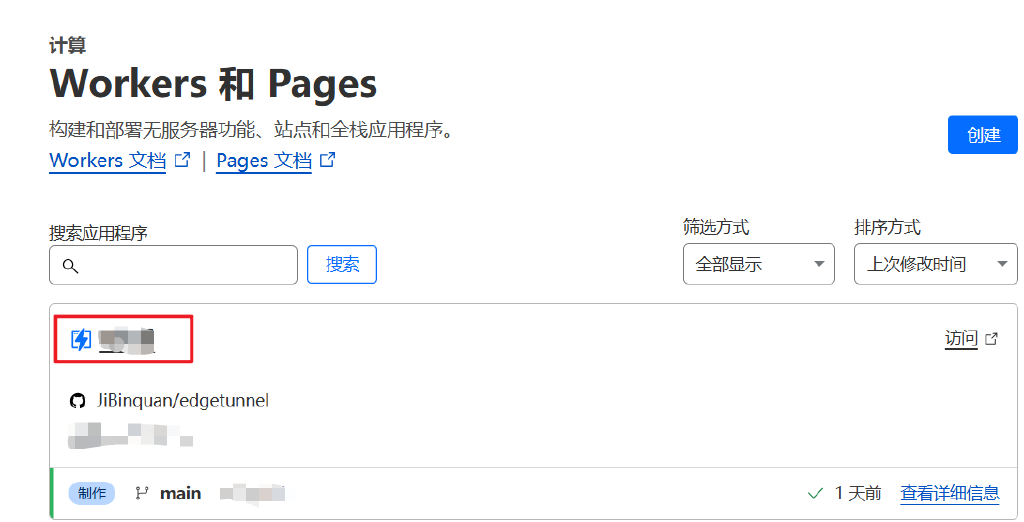 计算
Workers 和 Pages
构建和部署无服务器功能、站点和全栈应用程序。
创建
Workers 文档 | Pages 文档
搜索应用程序
筛选方式
排序方式
搜索
全部显示
上次修改时间
访问
JiBinquan/edgetunnel
制作 main
1 天前 查看详细信息